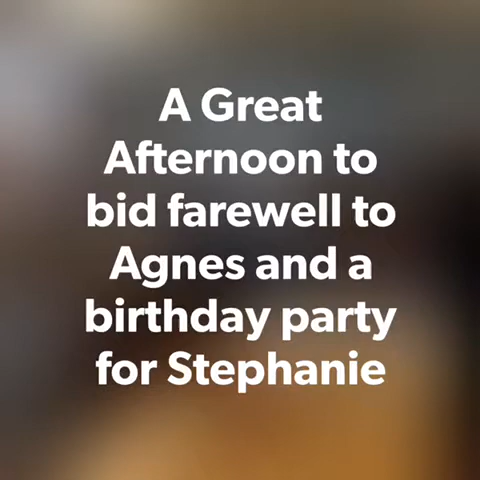 A Great
Afternoon to
bid farewell to
Agnes and a
birthday party
for Stephanie